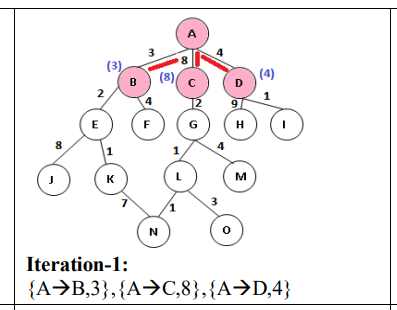 A
3 8 4
(3) B (8) C D (4)
2 4 2 9 1
E F G H I
8 1 1 4
J K L M
7 1 3
N O
Iteration-1:
{A→B,3},{A→C,8},{A→D,4}